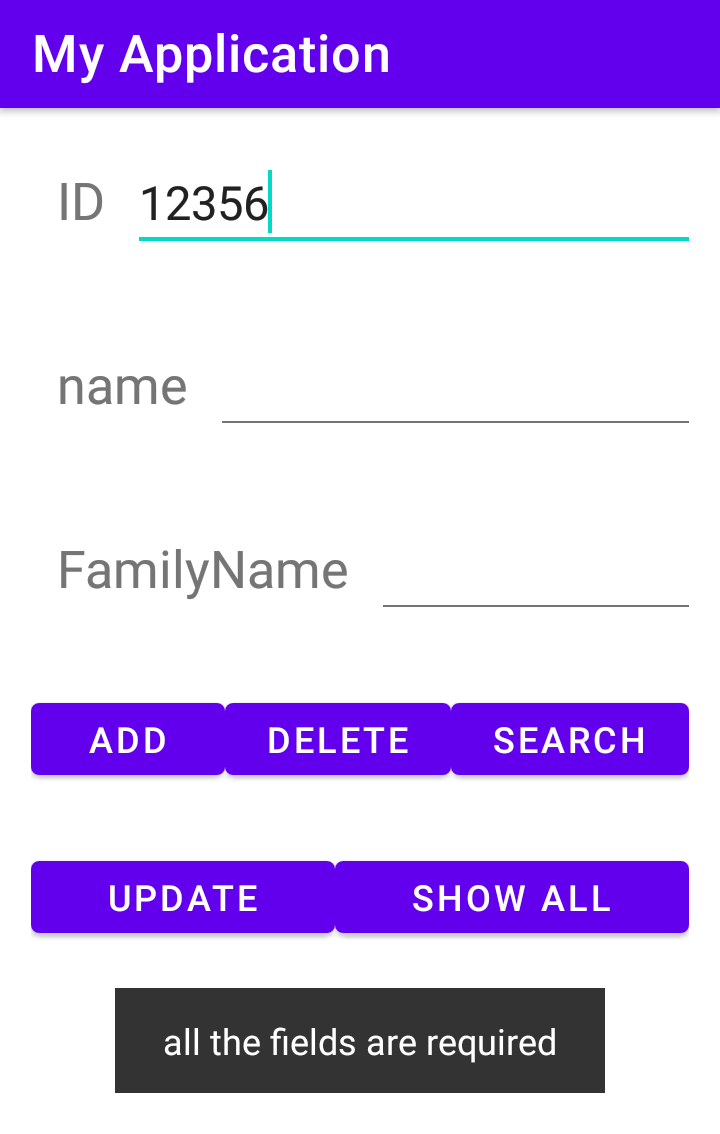 My Application
ID 12356
name
FamilyName
ADD DELETE SEARCH
UPDATE SHOW ALL
all the fields are required